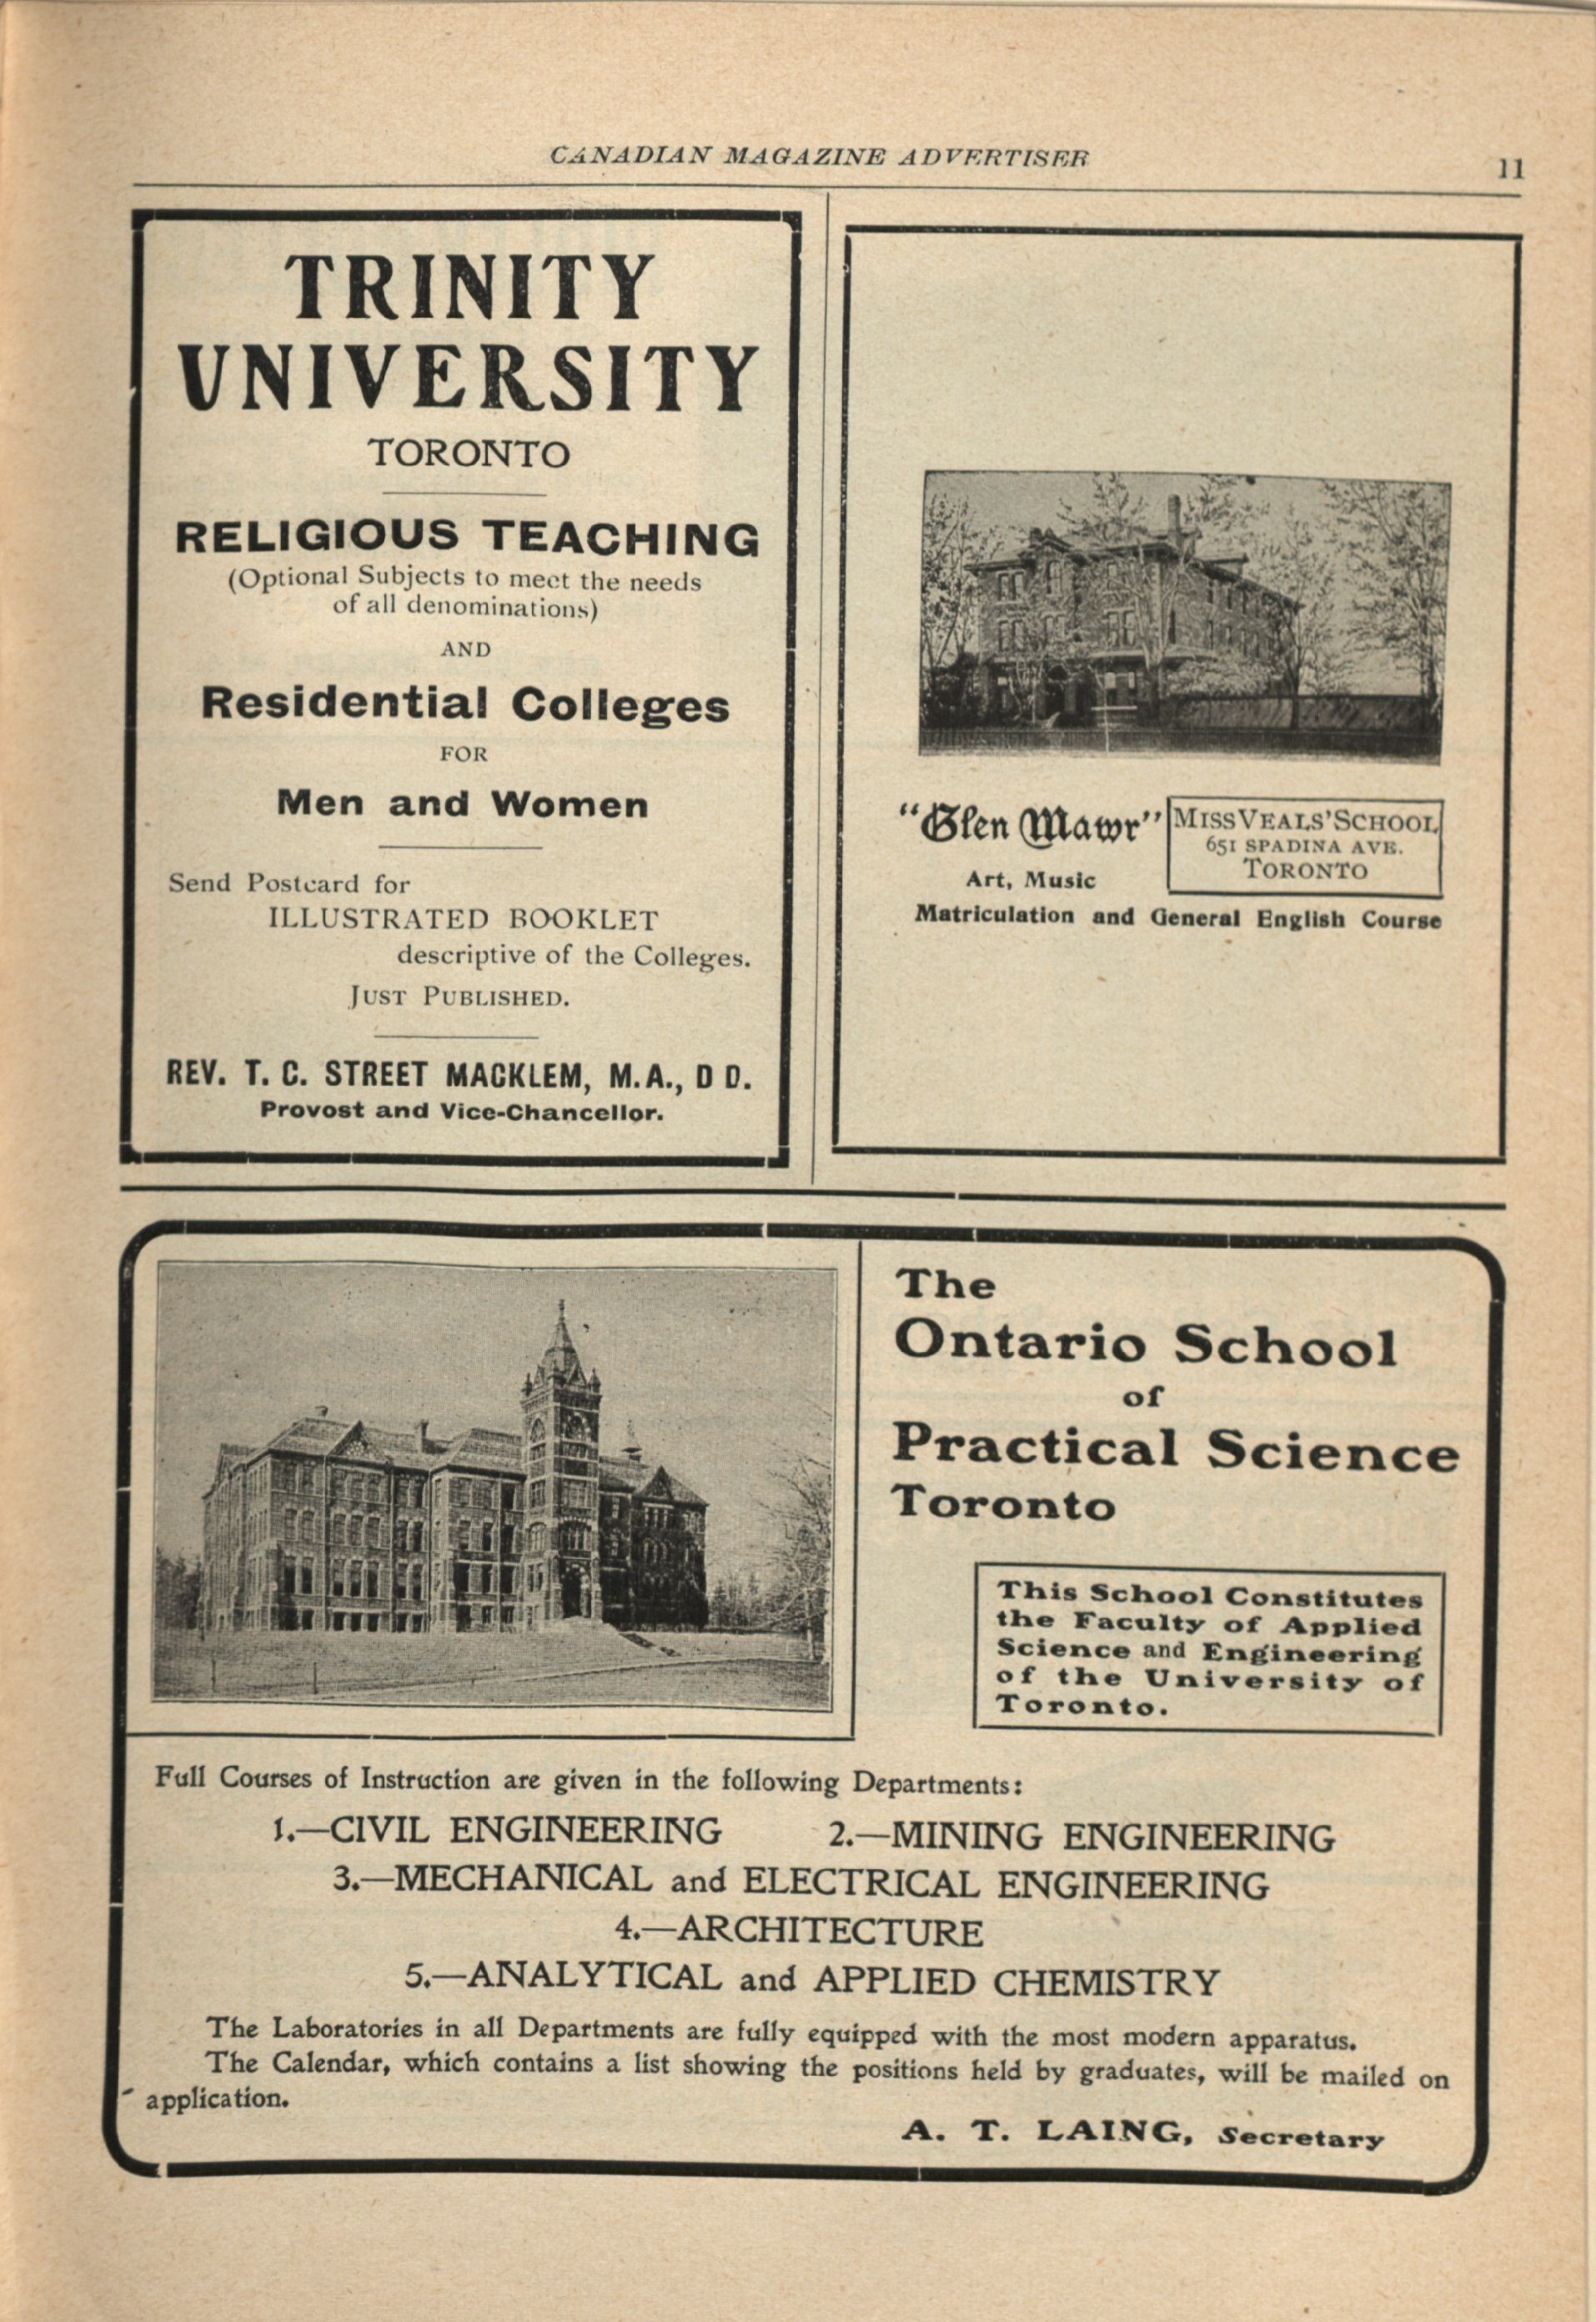 CANADIAN MAGAZINE ADVERTISER
11
TRINITY
UNIVERSITY
TORONTO
RELIGIOUS TEACHING
(Optional Subjects to meet the needs
of all denominations)
AND
Residential Colleges
FOR
Men and Women
Send Postcard for
ILLUSTRATED BOOKLET
descriptive of the Colleges.
JUST PUBLISHED.
REV. T. C. STREET MACKLEM, M.A., D D.
Provost and Vice-Chancellor.
"Glen Mawr"
Art, Music
MISS VEALS' SCHOOL
651 SPADINA AVE.
TORONTO
Matriculation and General English Course
The
Ontario School
of
Practical Science
Toronto
This School Constitutes
the Faculty of Applied
Science and Engineering
of the University of
Toronto.
Full Courses of Instruction are given in the following Departments:
1.—CIVIL ENGINEERING 2.—MINING ENGINEERING
3.—MECHANICAL and ELECTRICAL ENGINEERING
4.—ARCHITECTURE
5.—ANALYTICAL and APPLIED CHEMISTRY
The Laboratories in all Departments are fully equipped with the most modern apparatus.
The Calendar, which contains a list showing the positions held by graduates, will be mailed on
application.
A. T. LAING, Secretary